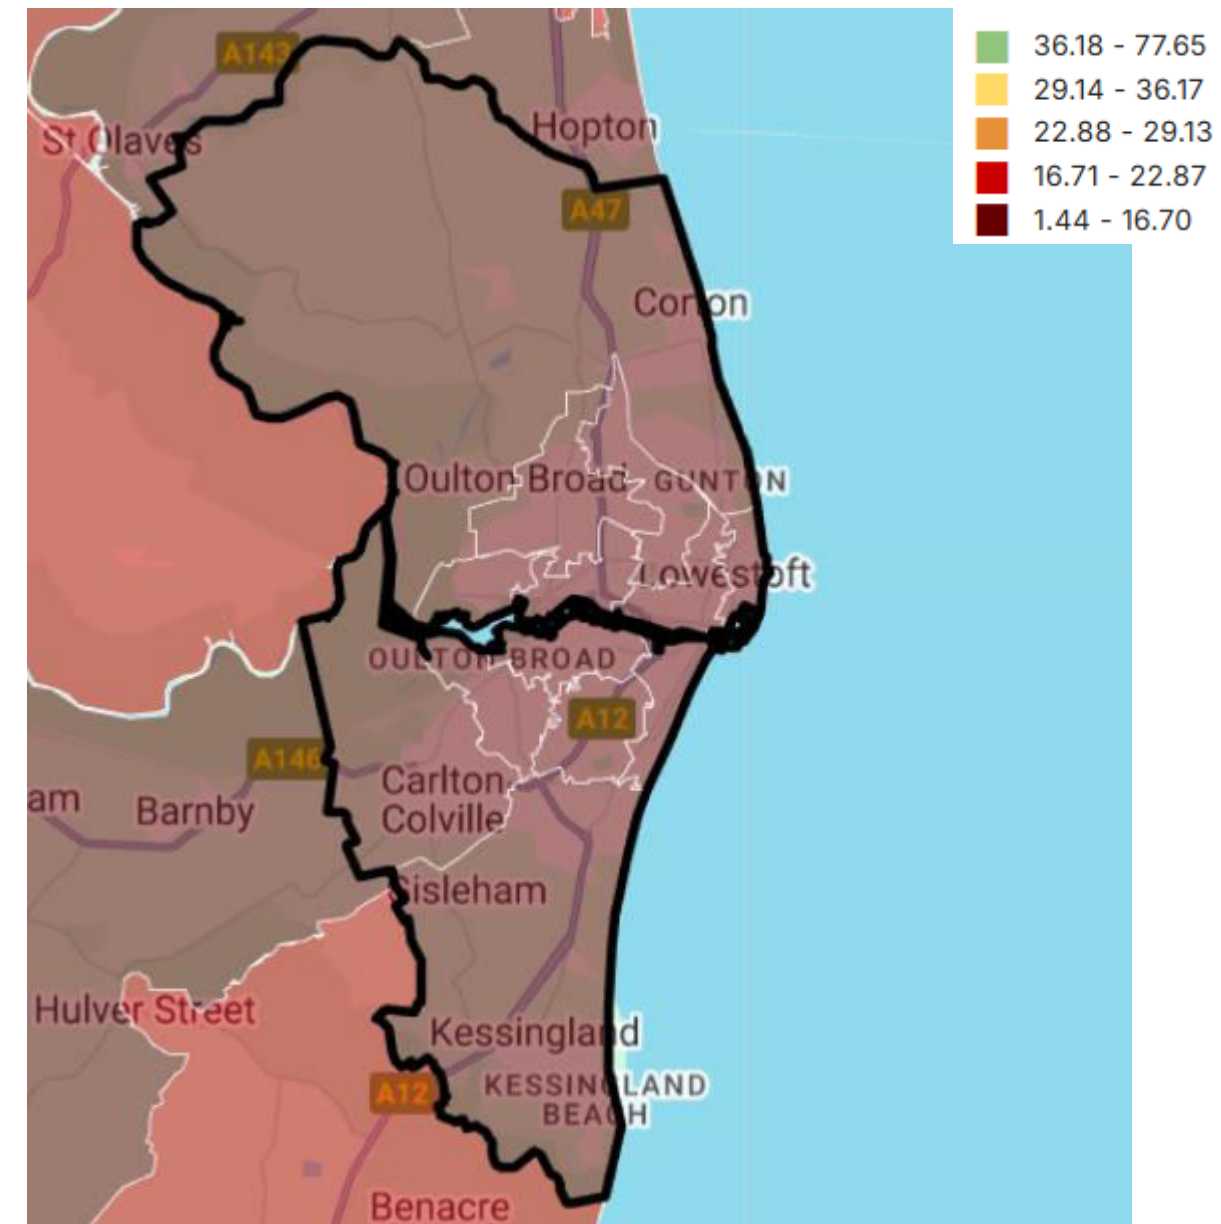 36.18 - 77.65
29.14 - 36.17
22.88 - 29.13
16.71 - 22.87
1.44 - 16.70
A143
Hopton
St Olaves
A47
Corton
Oulton Broad
GUNTON
Lowestoft
OULTON BROAD
A12
A146
Carlton
Colville
am
Barnby
Gisleham
Hulver Street
Kessingland
A12
KESSINGLAND
BEACH
Benacre